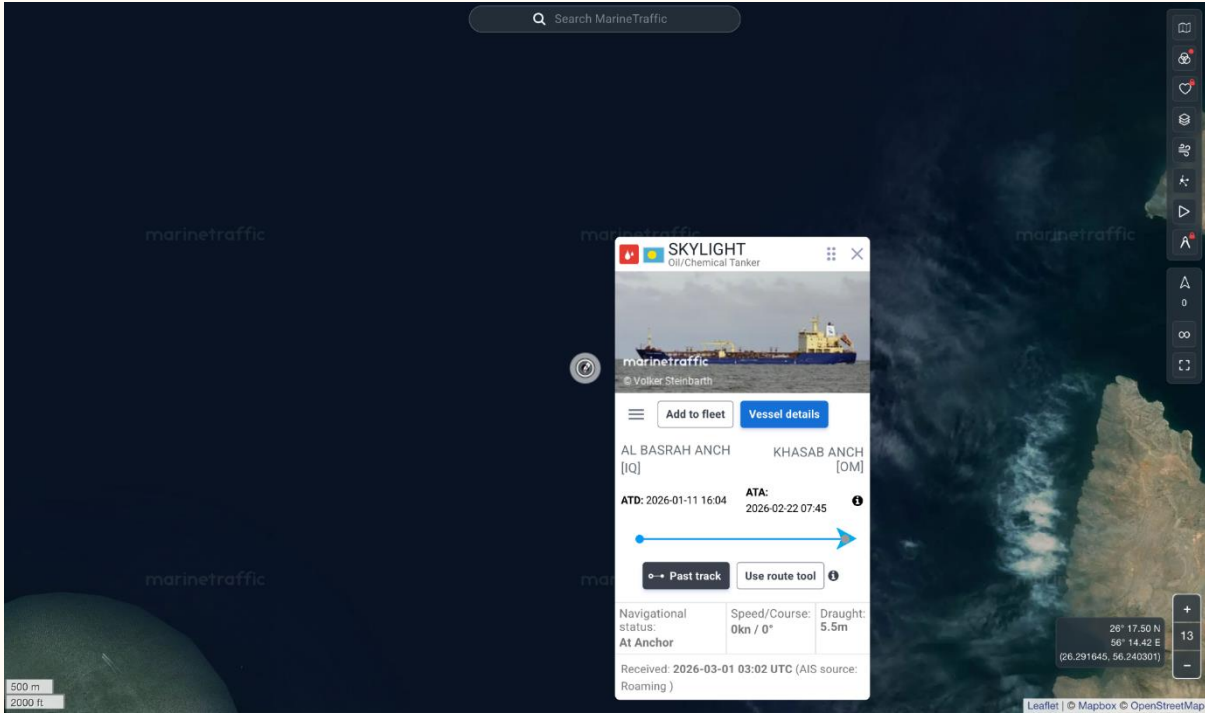 Search MarineTraffic
marinetraffic
marinetraffic
SKYLIGHT
Oil/Chemical Tanker
marinetraffic
© Volker Steinbarth
Add to fleet
Vessel details
AL BASRAH ANCH
[IQ]
KHASAB ANCH
[OM]
ATD: 2026-01-11 16:04
ATA:
2026-02-22 07:45
marinetraffic
Past track
Use route tool
Navigational
status:
At Anchor
Speed/Course:
0kn / 0°
Draught:
5.5m
Received: 2026-03-01 03:02 UTC (AIS source:
Roaming )
0
26° 17.50 N
56° 14.42 E
(26.291645, 56.240301)
+
13
−
500 m
2000 ft
Leaflet | © Mapbox © OpenStreetMap